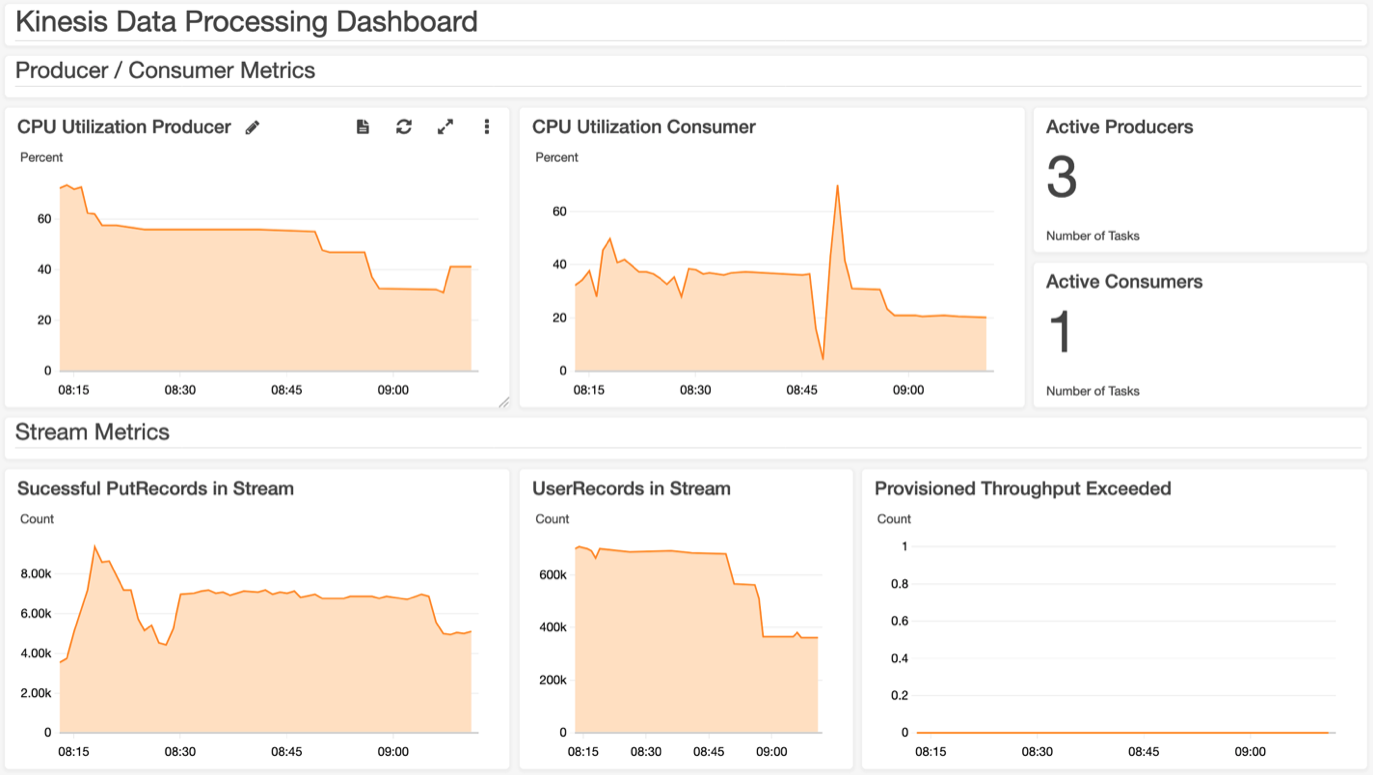 Kinesis Data Processing Dashboard
Producer / Consumer Metrics
CPU Utilization Producer
Percent
60
40
20
0
08:15 08:30 08:45 09:00
CPU Utilization Consumer
Percent
60
40
20
0
08:15 08:30 08:45 09:00
Active Producers
3
Number of Tasks
Active Consumers
1
Number of Tasks
Stream Metrics
Sucessful PutRecords in Stream
Count
8.00k
6.00k
4.00k
2.00k
0
08:15 08:30 08:45 09:00
UserRecords in Stream
Count
600k
400k
200k
0
08:15 08:30 08:45 09:00
Provisioned Throughput Exceeded
Count
1
0.8
0.6
0.4
0.2
0
08:15 08:30 08:45 09:00